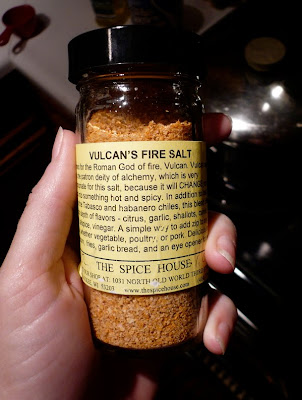 VULCAN'S FIRE SALT
for the Roman God of fire, Vulcan.
patron deity of alchemy, which is very
for this salt, because it will CHANGE
something hot and spicy. In addition
Tabasco and habanero chiles, this
of flavors - citrus, garlic, shallots,
spice, vinegar. A simple way to add
vegetable, poultry, or pork.
fries, garlic bread, and an eye opener
THE SPICE HOUSE
SHOP AT: 1031 NORTH OLD WORLD
WI 53203
www.thespicehouse.com